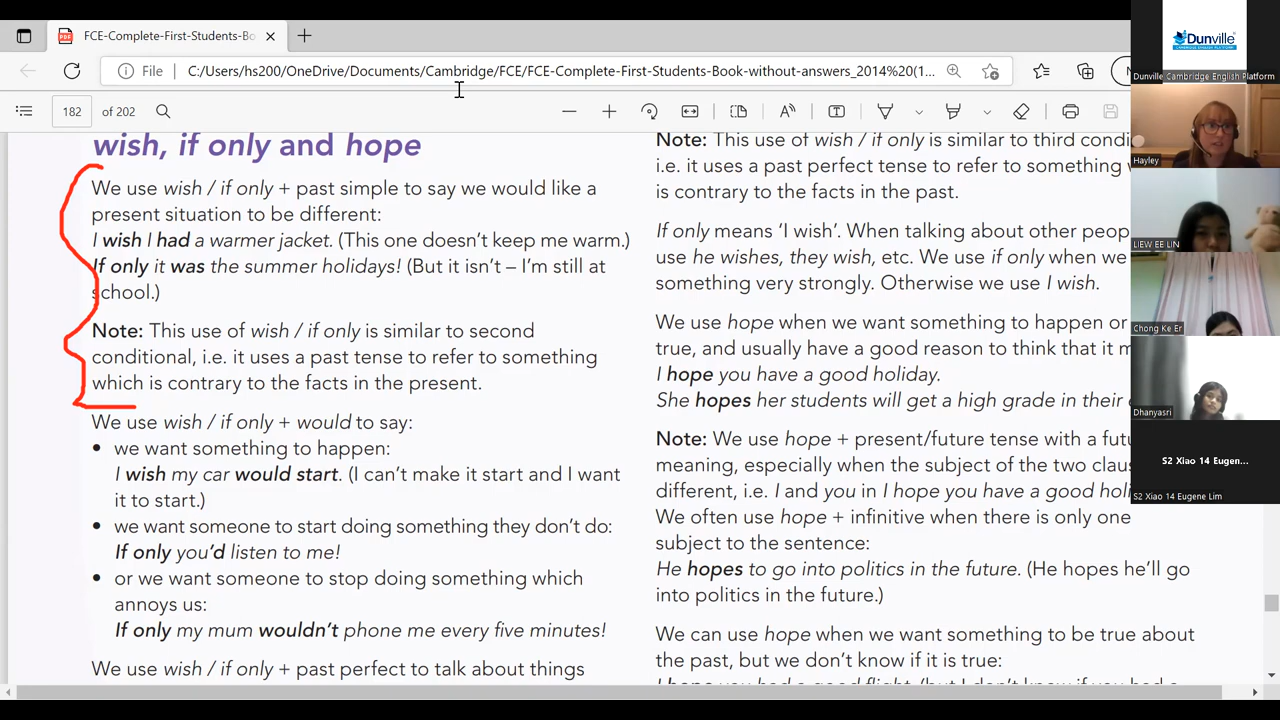 FCE-Complete-First-Students-Bo
File
C:/Users/hs200/OneDrive/Documents/Cambridge/FCE/FCE-Complete-First-Students-Book-without-answers_2014%20(1...
182 of 202
wish, if only and hope
We use wish / if only + past simple to say we would like a
present situation to be different:
I wish I had a warmer jacket. (This one doesn't keep me warm.)
If only it was the summer holidays! (But it isn't – I'm still at
school.)
Note: This use of wish / if only is similar to second
conditional, i.e. it uses a past tense to refer to something
which is contrary to the facts in the present.
We use wish / if only + would to say:
• we want something to happen:
I wish my car would start. (I can't make it start and I want
it to start.)
• we want someone to start doing something they don't do:
If only you'd listen to me!
• or we want someone to stop doing something which
annoys us:
If only my mum wouldn't phone me every five minutes!
We use wish / if only + past perfect to talk about things
Note: This use of wish / if only is similar to third condi
i.e. it uses a past perfect tense to refer to something
is contrary to the facts in the past.
If only means 'I wish'. When talking about other peop
use he wishes, they wish, etc. We use if only when we
something very strongly. Otherwise we use I wish.
We use hope when we want something to happen or
true, and usually have a good reason to think that it m
I hope you have a good holiday.
She hopes her students will get a high grade in their
Note: We use hope + present/future tense with a futu
meaning, especially when the subject of the two claus
different, i.e. I and you in I hope you have a good holi
We often use hope + infinitive when there is only one
subject to the sentence:
He hopes to go into politics in the future. (He hopes he'll go
into politics in the future.)
We can use hope when we want something to be true about
the past, but we don't know if it is true:
Dunville
CAMBRIDGE ENGLISH PLATFORM
Dunville Cambridge English Platform
Hayley
LIEW EE LIN
Chong Ke Er
Dhanyasri
S2 Xiao 14 Eugen...
S2 Xiao 14 Eugene Lim